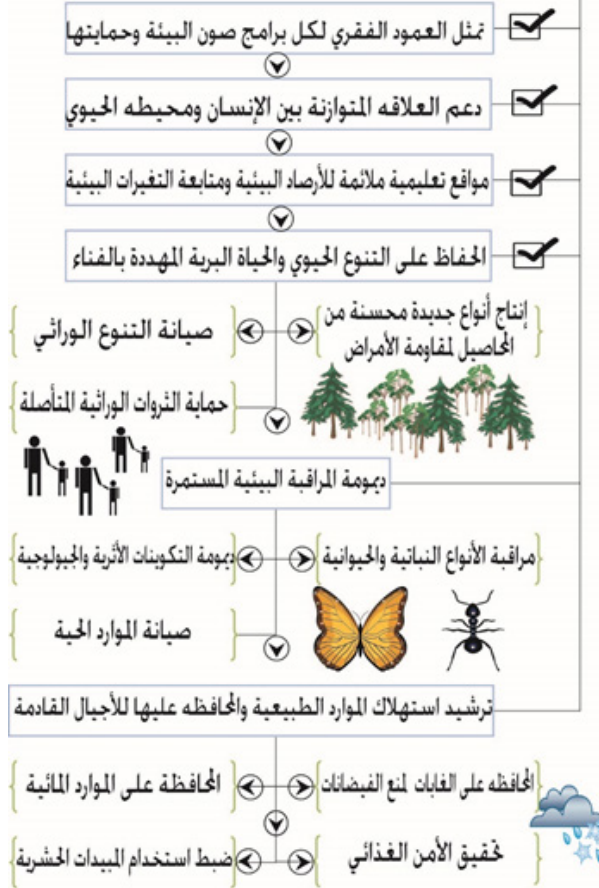 تمثل العمود الفقري لكل برامج صون البيئة وحمايتها
دعم العلاقه المتوازنة بين الإنسان ومحيطه الحيوي
مواقع تعليمية ملائمة للأرصاد البيئية ومتابعة التغيرات البيئية
الحفاظ على التنوع الحيوي والحياة البرية المهددة بالفناء
إنتاج أنواع جديدة محسنة من
المحاصيل لمقاومة الأمراض
صيانة التنوع الوراثي
حماية الثروات الوراثية المتأصلة
ديمومة المراقبة البيئية المستمرة
مراقبة الأنواع النباتية والحيوانية
ديمومة التكوينات الأثرية والجيولوجية
صيانة الموارد الحية
ترشيد استهلاك الموارد الطبيعية والمحافظه عليها للأجيال القادمة
المحافظه على الغابات لمنع الفيضانات
المحافظة على الموارد المائية
تحقيق الأمن الغذائي
ضبط استخدام المبيدات الحشرية